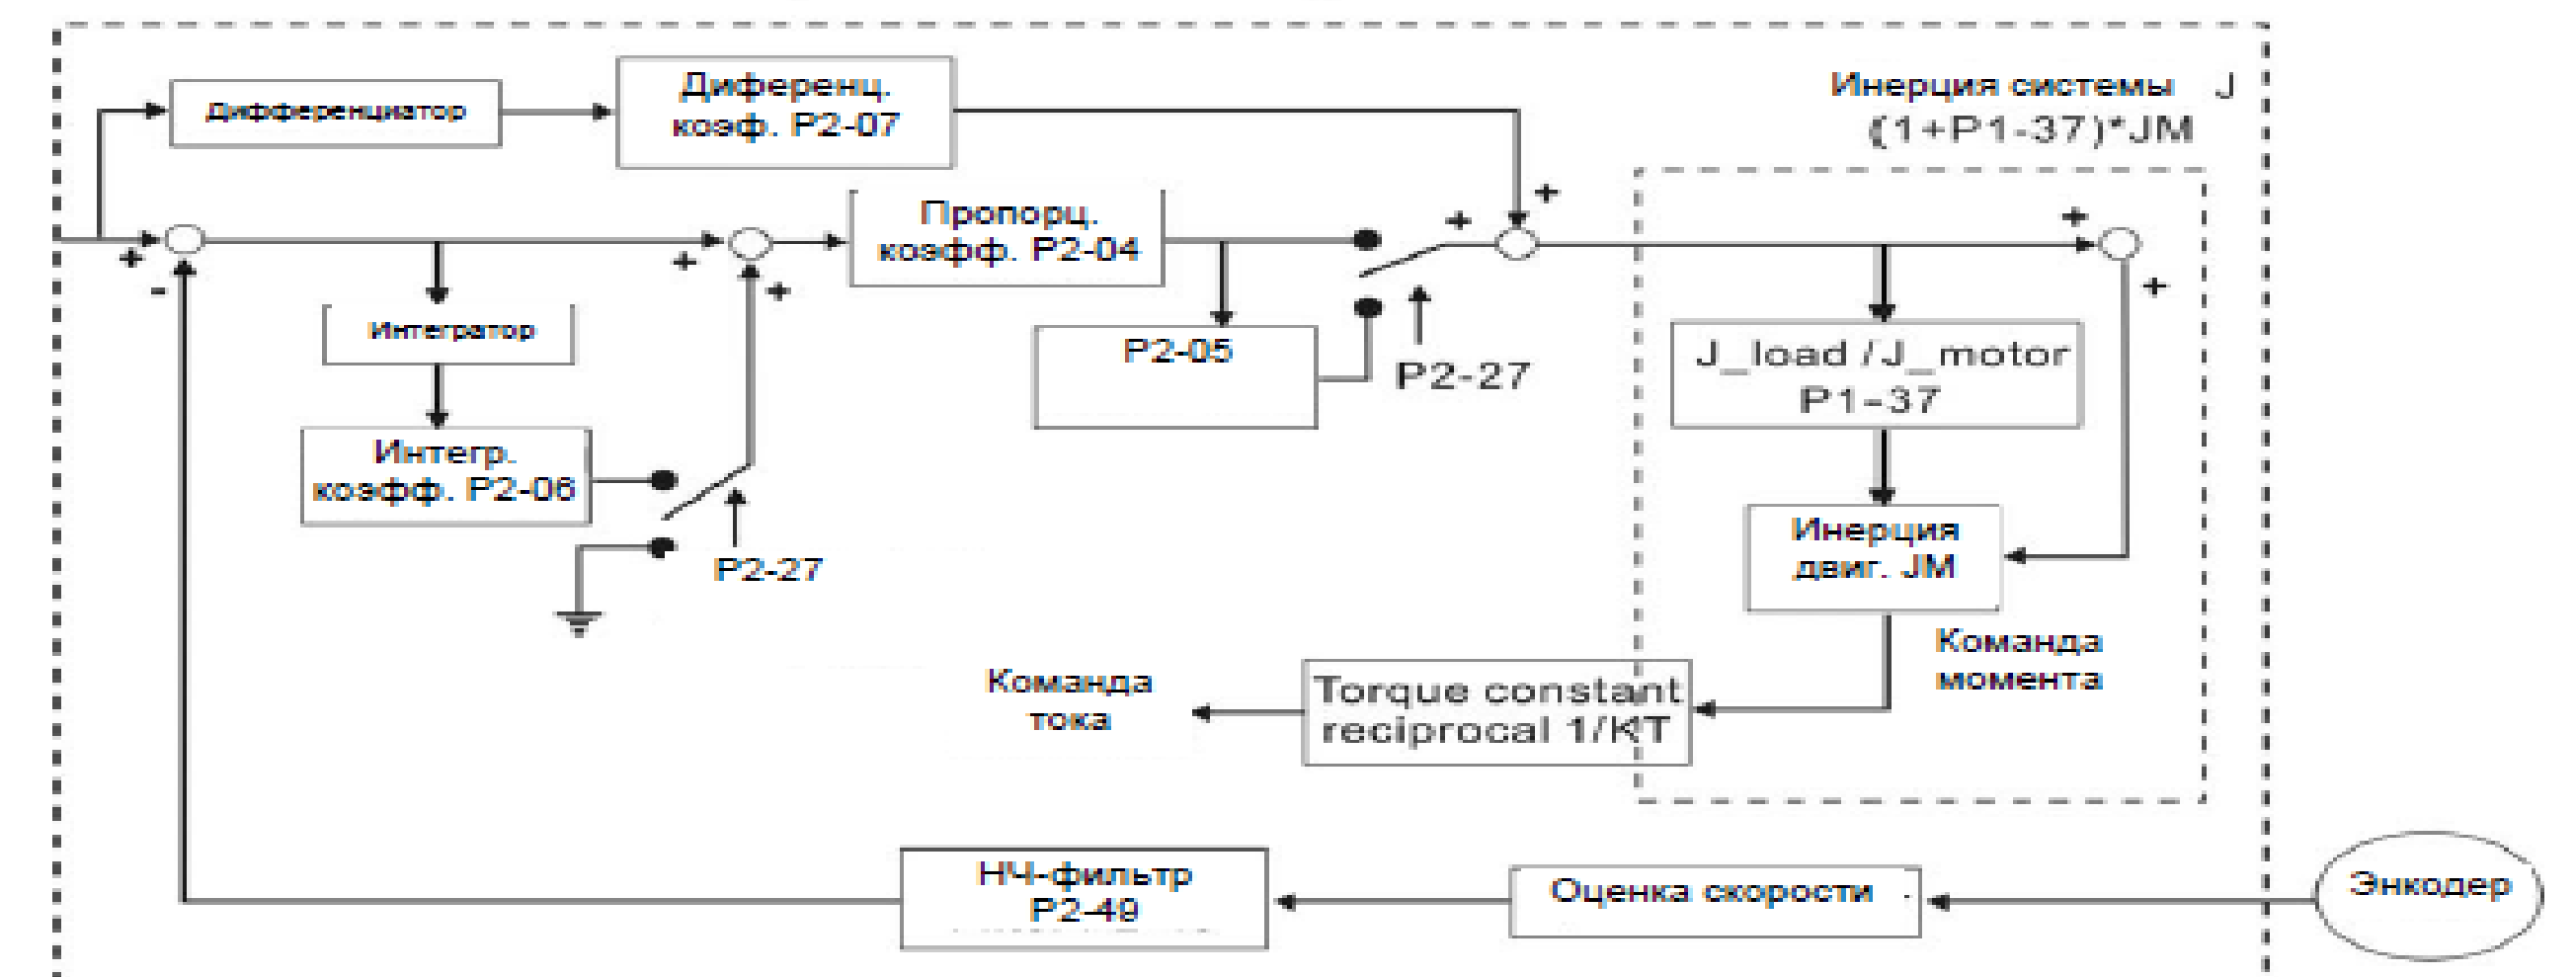 Диференц.
коэф. P2-07
Дифференциатор
Инерция системы J
(1+P1-37)*JM
+
+
+
Пропорц.
коэфф. P2-04
+
-
+
+
+
Интегратор
P2-05
P2-27
J_load / J_motor
P1-37
Интегр.
коэфф. P2-06
P2-27
Инерция
двиг. JM
Команда
момента
Команда
тока
Torque constant
reciprocal 1/KT
НЧ-фильтр
P2-49
Оценка скорости
Энкодер